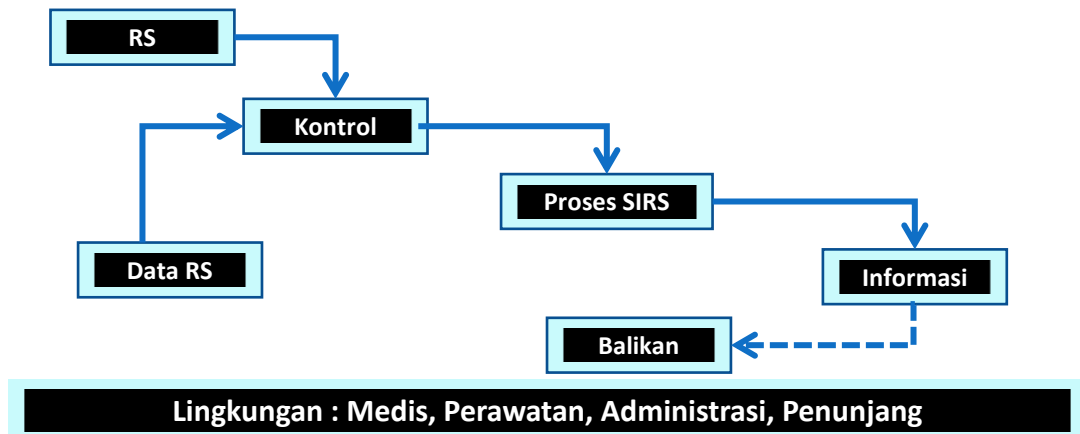 RS
Kontrol
Proses SIRS
Data RS
Informasi
Balikan
Lingkungan : Medis, Perawatan, Administrasi, Penunjang